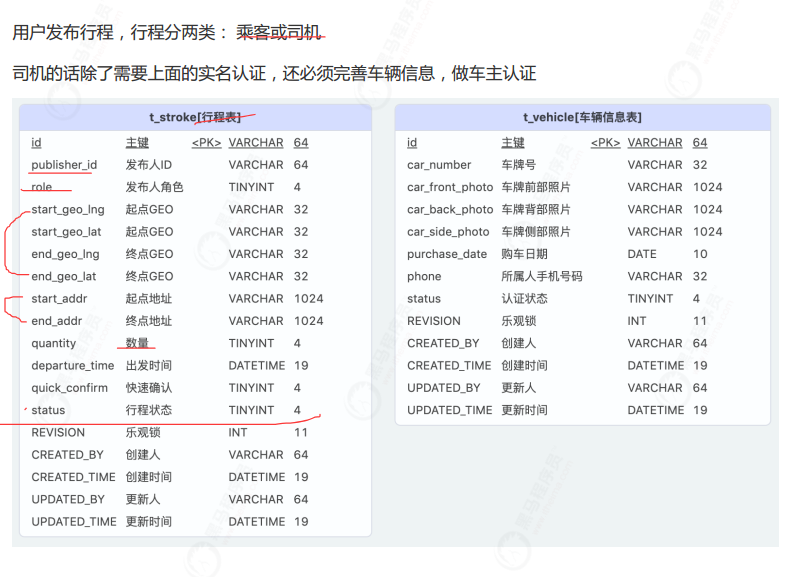 用户发布行程，行程分两类： 乘客或司机
司机的话除了需要上面的实名认证，还必须完善车辆信息，做车主认证
t_stroke[行程表]
id 主键 <PK> VARCHAR 64
publisher_id 发布人ID VARCHAR 64
role 发布人角色 TINYINT 4
start_geo_lng 起点GEO VARCHAR 32
start_geo_lat 起点GEO VARCHAR 32
end_geo_lng 终点GEO VARCHAR 32
end_geo_lat 终点GEO VARCHAR 32
start_addr 起点地址 VARCHAR 1024
end_addr 终点地址 VARCHAR 1024
quantity 数量 TINYINT 4
departure_time 出发时间 DATETIME 19
quick_confirm 快速确认 TINYINT 4
status 行程状态 TINYINT 4
REVISION 乐观锁 INT 11
CREATED_BY 创建人 VARCHAR 64
CREATED_TIME 创建时间 DATETIME 19
UPDATED_BY 更新人 VARCHAR 64
UPDATED_TIME 更新时间 DATETIME 19
t_vehicle[车辆信息表]
id 主键 <PK> VARCHAR 64
car_number 车牌号 VARCHAR 32
car_front_photo 车牌前部照片 VARCHAR 1024
car_back_photo 车牌背部照片 VARCHAR 1024
car_side_photo 车牌侧部照片 VARCHAR 1024
purchase_date 购车日期 DATE 10
phone 所属人手机号码 VARCHAR 32
status 认证状态 TINYINT 4
REVISION 乐观锁 INT 11
CREATED_BY 创建人 VARCHAR 64
CREATED_TIME 创建时间 DATETIME 19
UPDATED_BY 更新人 VARCHAR 64
UPDATED_TIME 更新时间 DATETIME 19